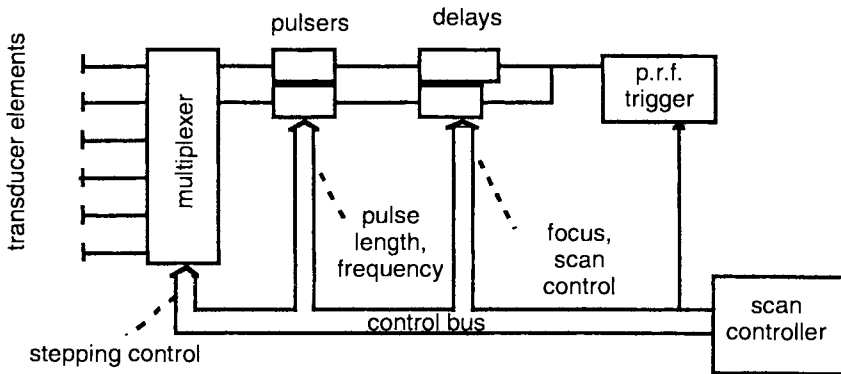 pulsers
delays
transducer elements
multiplexer
p.r.f.
trigger
pulse
length,
frequency
focus,
scan
control
scan
controller
control bus
stepping control